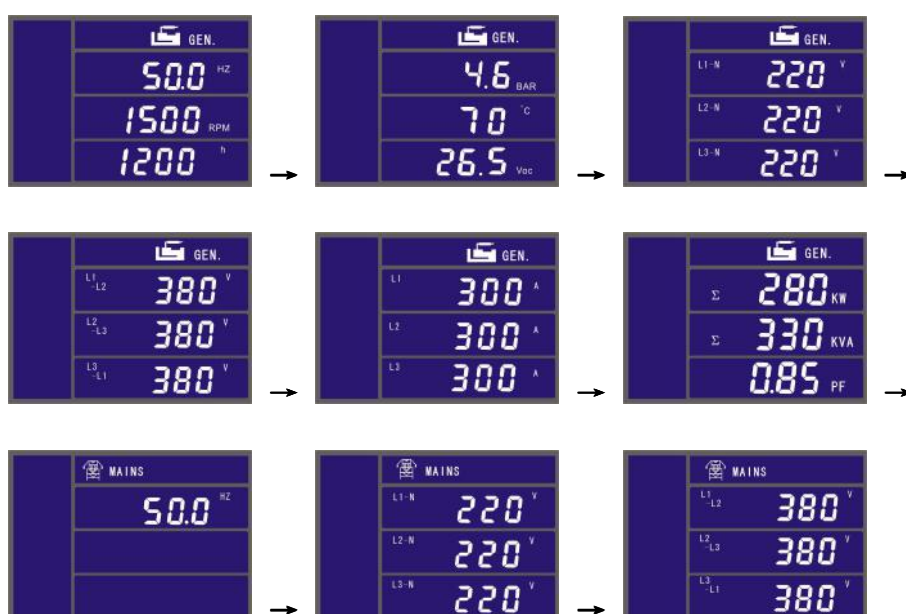 GEN.
50.0 HZ
1500 RPM
1200 h
GEN.
4.6 BAR
70 °C
26.5 Voc
GEN.
L1-N 220 V
L2-N 220 V
L3-N 220 V
GEN.
L1-L2 380 V
L2-L3 380 V
L3-L1 380 V
GEN.
L1 300 A
L2 300 A
L3 300 A
GEN.
Σ 280 KW
Σ 330 KVA
0.85 PF
MAINS
50.0 HZ
MAINS
L1-N 220 V
L2-N 220 V
L3-N 220 V
MAINS
L1-L2 380 V
L2-L3 380 V
L3-L1 380 V